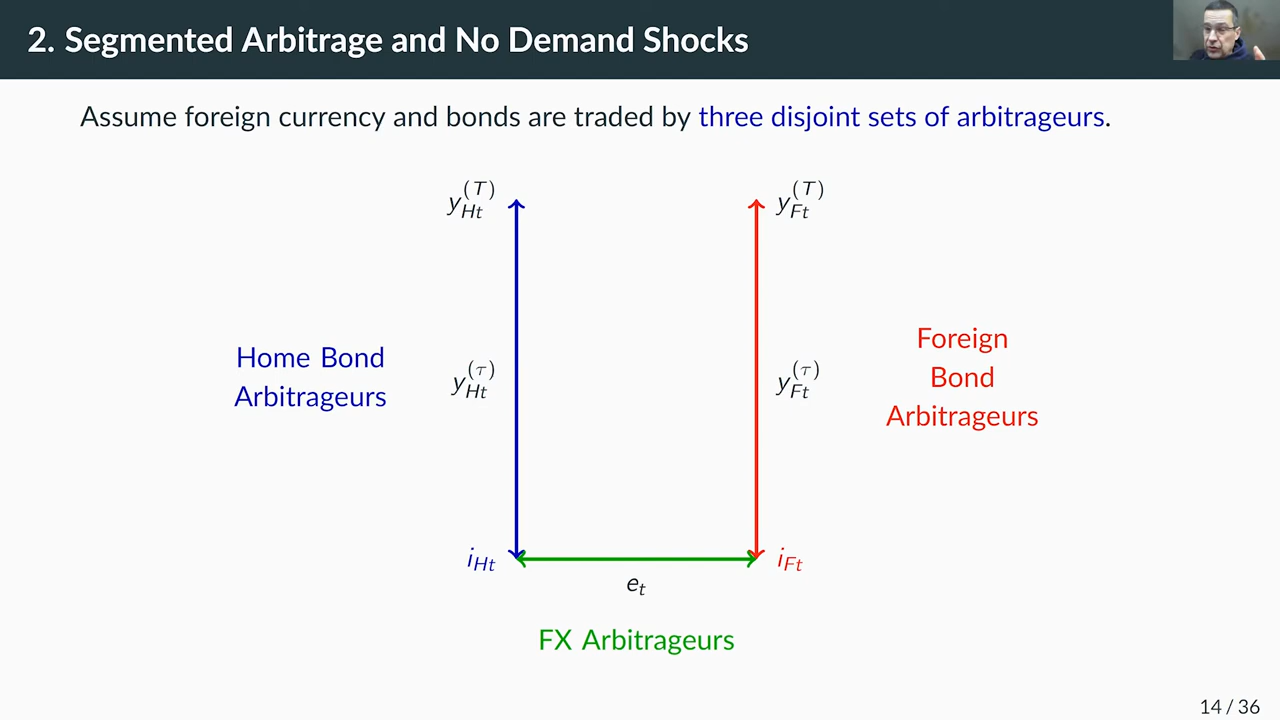 2. Segmented Arbitrage and No Demand Shocks
Assume foreign currency and bonds are traded by three disjoint sets of arbitrageurs.
y_{Ht}^{(T)}
y_{Ft}^{(T)}
Home Bond
Arbitrageurs
y_{Ht}^{(τ)}
y_{Ft}^{(τ)}
Foreign
Bond
Arbitrageurs
i_{Ht}
i_{Ft}
e_t
FX Arbitrageurs
14 / 36